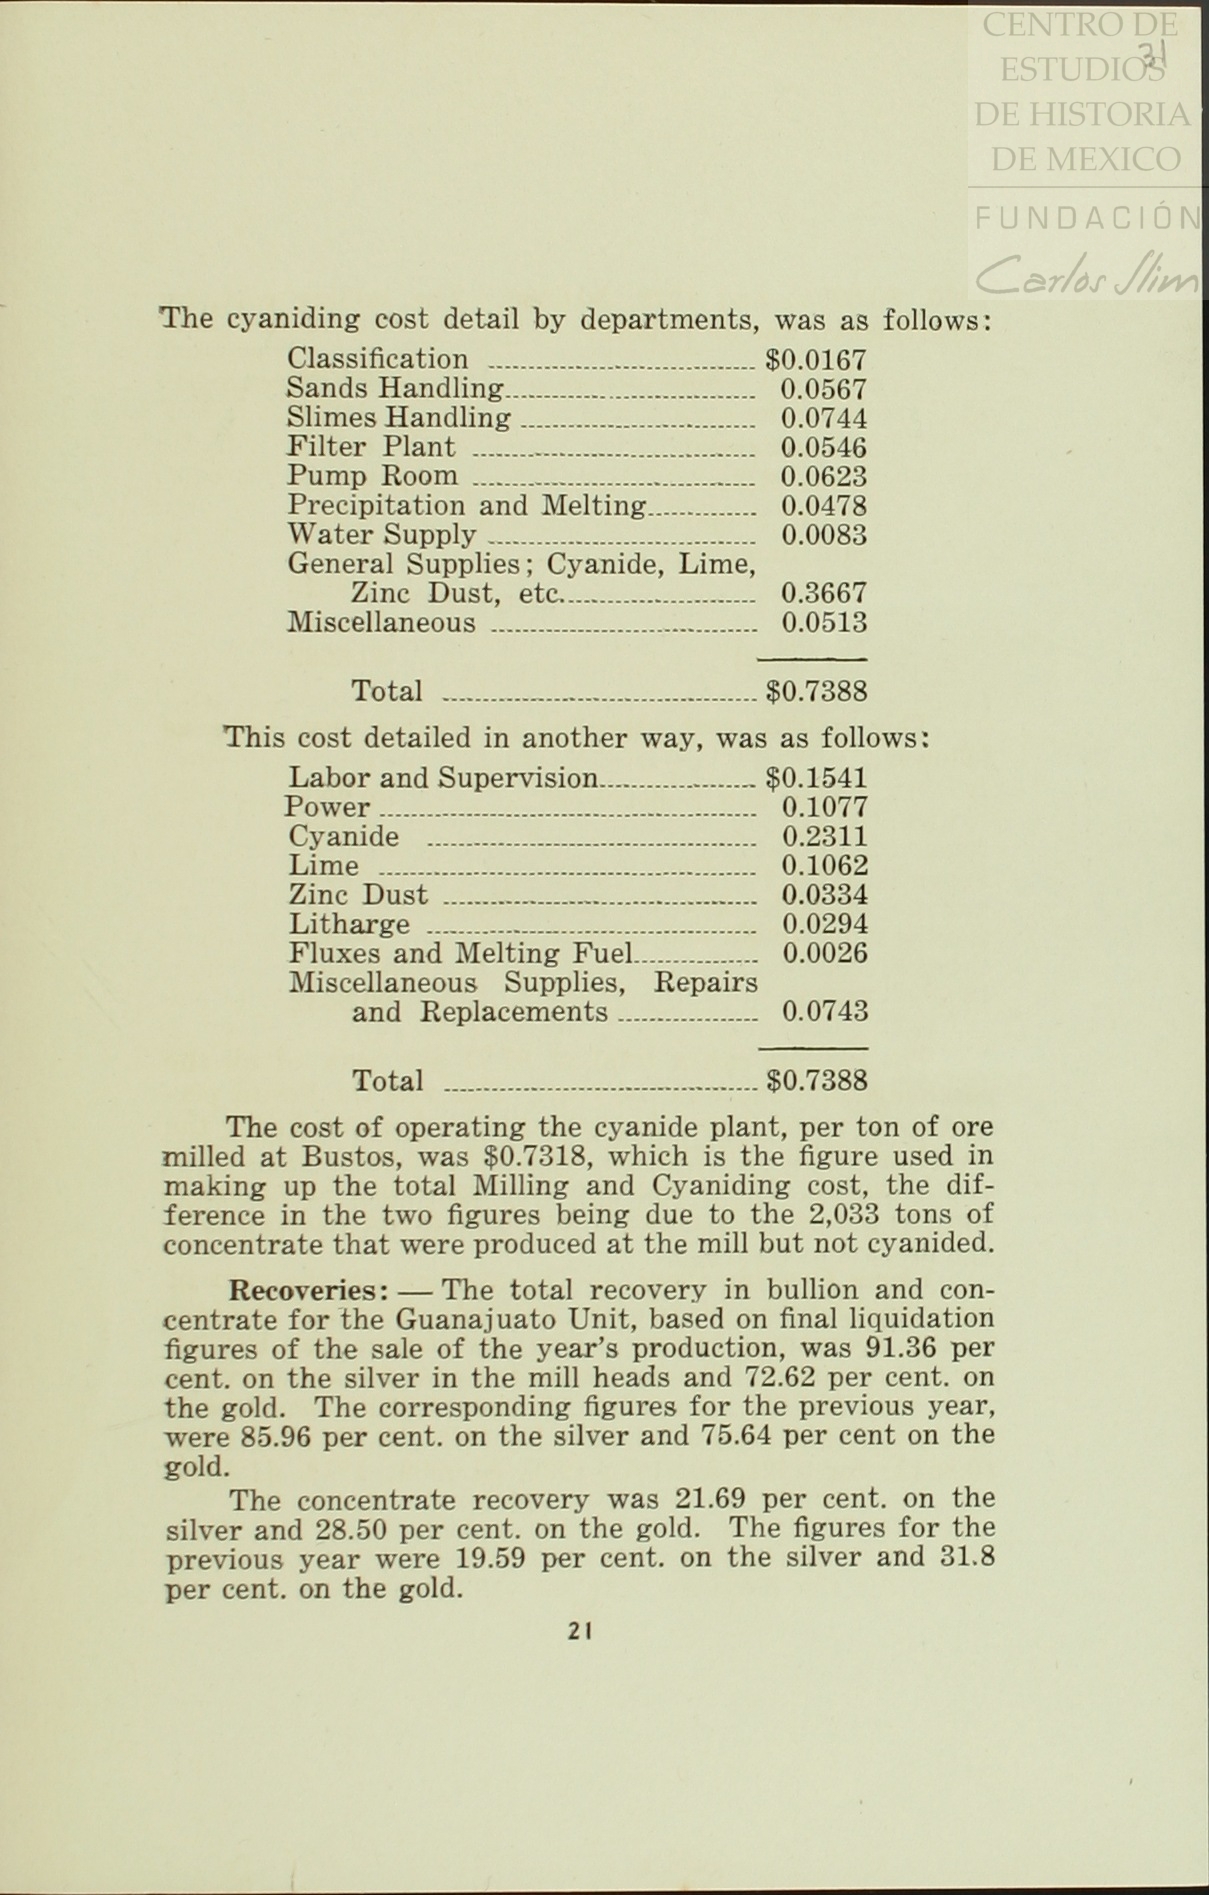 CENTRO DE
ESTUDIOS
DE HISTORIA
DE MEXICO
FUNDACIÓN
Carlos Slim
31
The cyaniding cost detail by departments, was as follows:
Classification $0.0167
Sands Handling 0.0567
Slimes Handling 0.0744
Filter Plant 0.0546
Pump Room 0.0623
Precipitation and Melting 0.0478
Water Supply 0.0083
General Supplies; Cyanide, Lime,
Zinc Dust, etc. 0.3667
Miscellaneous 0.0513
Total $0.7388
This cost detailed in another way, was as follows:
Labor and Supervision $0.1541
Power 0.1077
Cyanide 0.2311
Lime 0.1062
Zinc Dust 0.0334
Litharge 0.0294
Fluxes and Melting Fuel 0.0026
Miscellaneous Supplies, Repairs
and Replacements 0.0743
Total $0.7388
The cost of operating the cyanide plant, per ton of ore
milled at Bustos, was $0.7318, which is the figure used in
making up the total Milling and Cyaniding cost, the dif-
ference in the two figures being due to the 2,033 tons of
concentrate that were produced at the mill but not cyanided.
Recoveries: — The total recovery in bullion and con-
centrate for the Guanajuato Unit, based on final liquidation
figures of the sale of the year's production, was 91.36 per
cent. on the silver in the mill heads and 72.62 per cent. on
the gold. The corresponding figures for the previous year,
were 85.96 per cent. on the silver and 75.64 per cent on the
gold.
The concentrate recovery was 21.69 per cent. on the
silver and 28.50 per cent. on the gold. The figures for the
previous year were 19.59 per cent. on the silver and 31.8
per cent. on the gold.
21